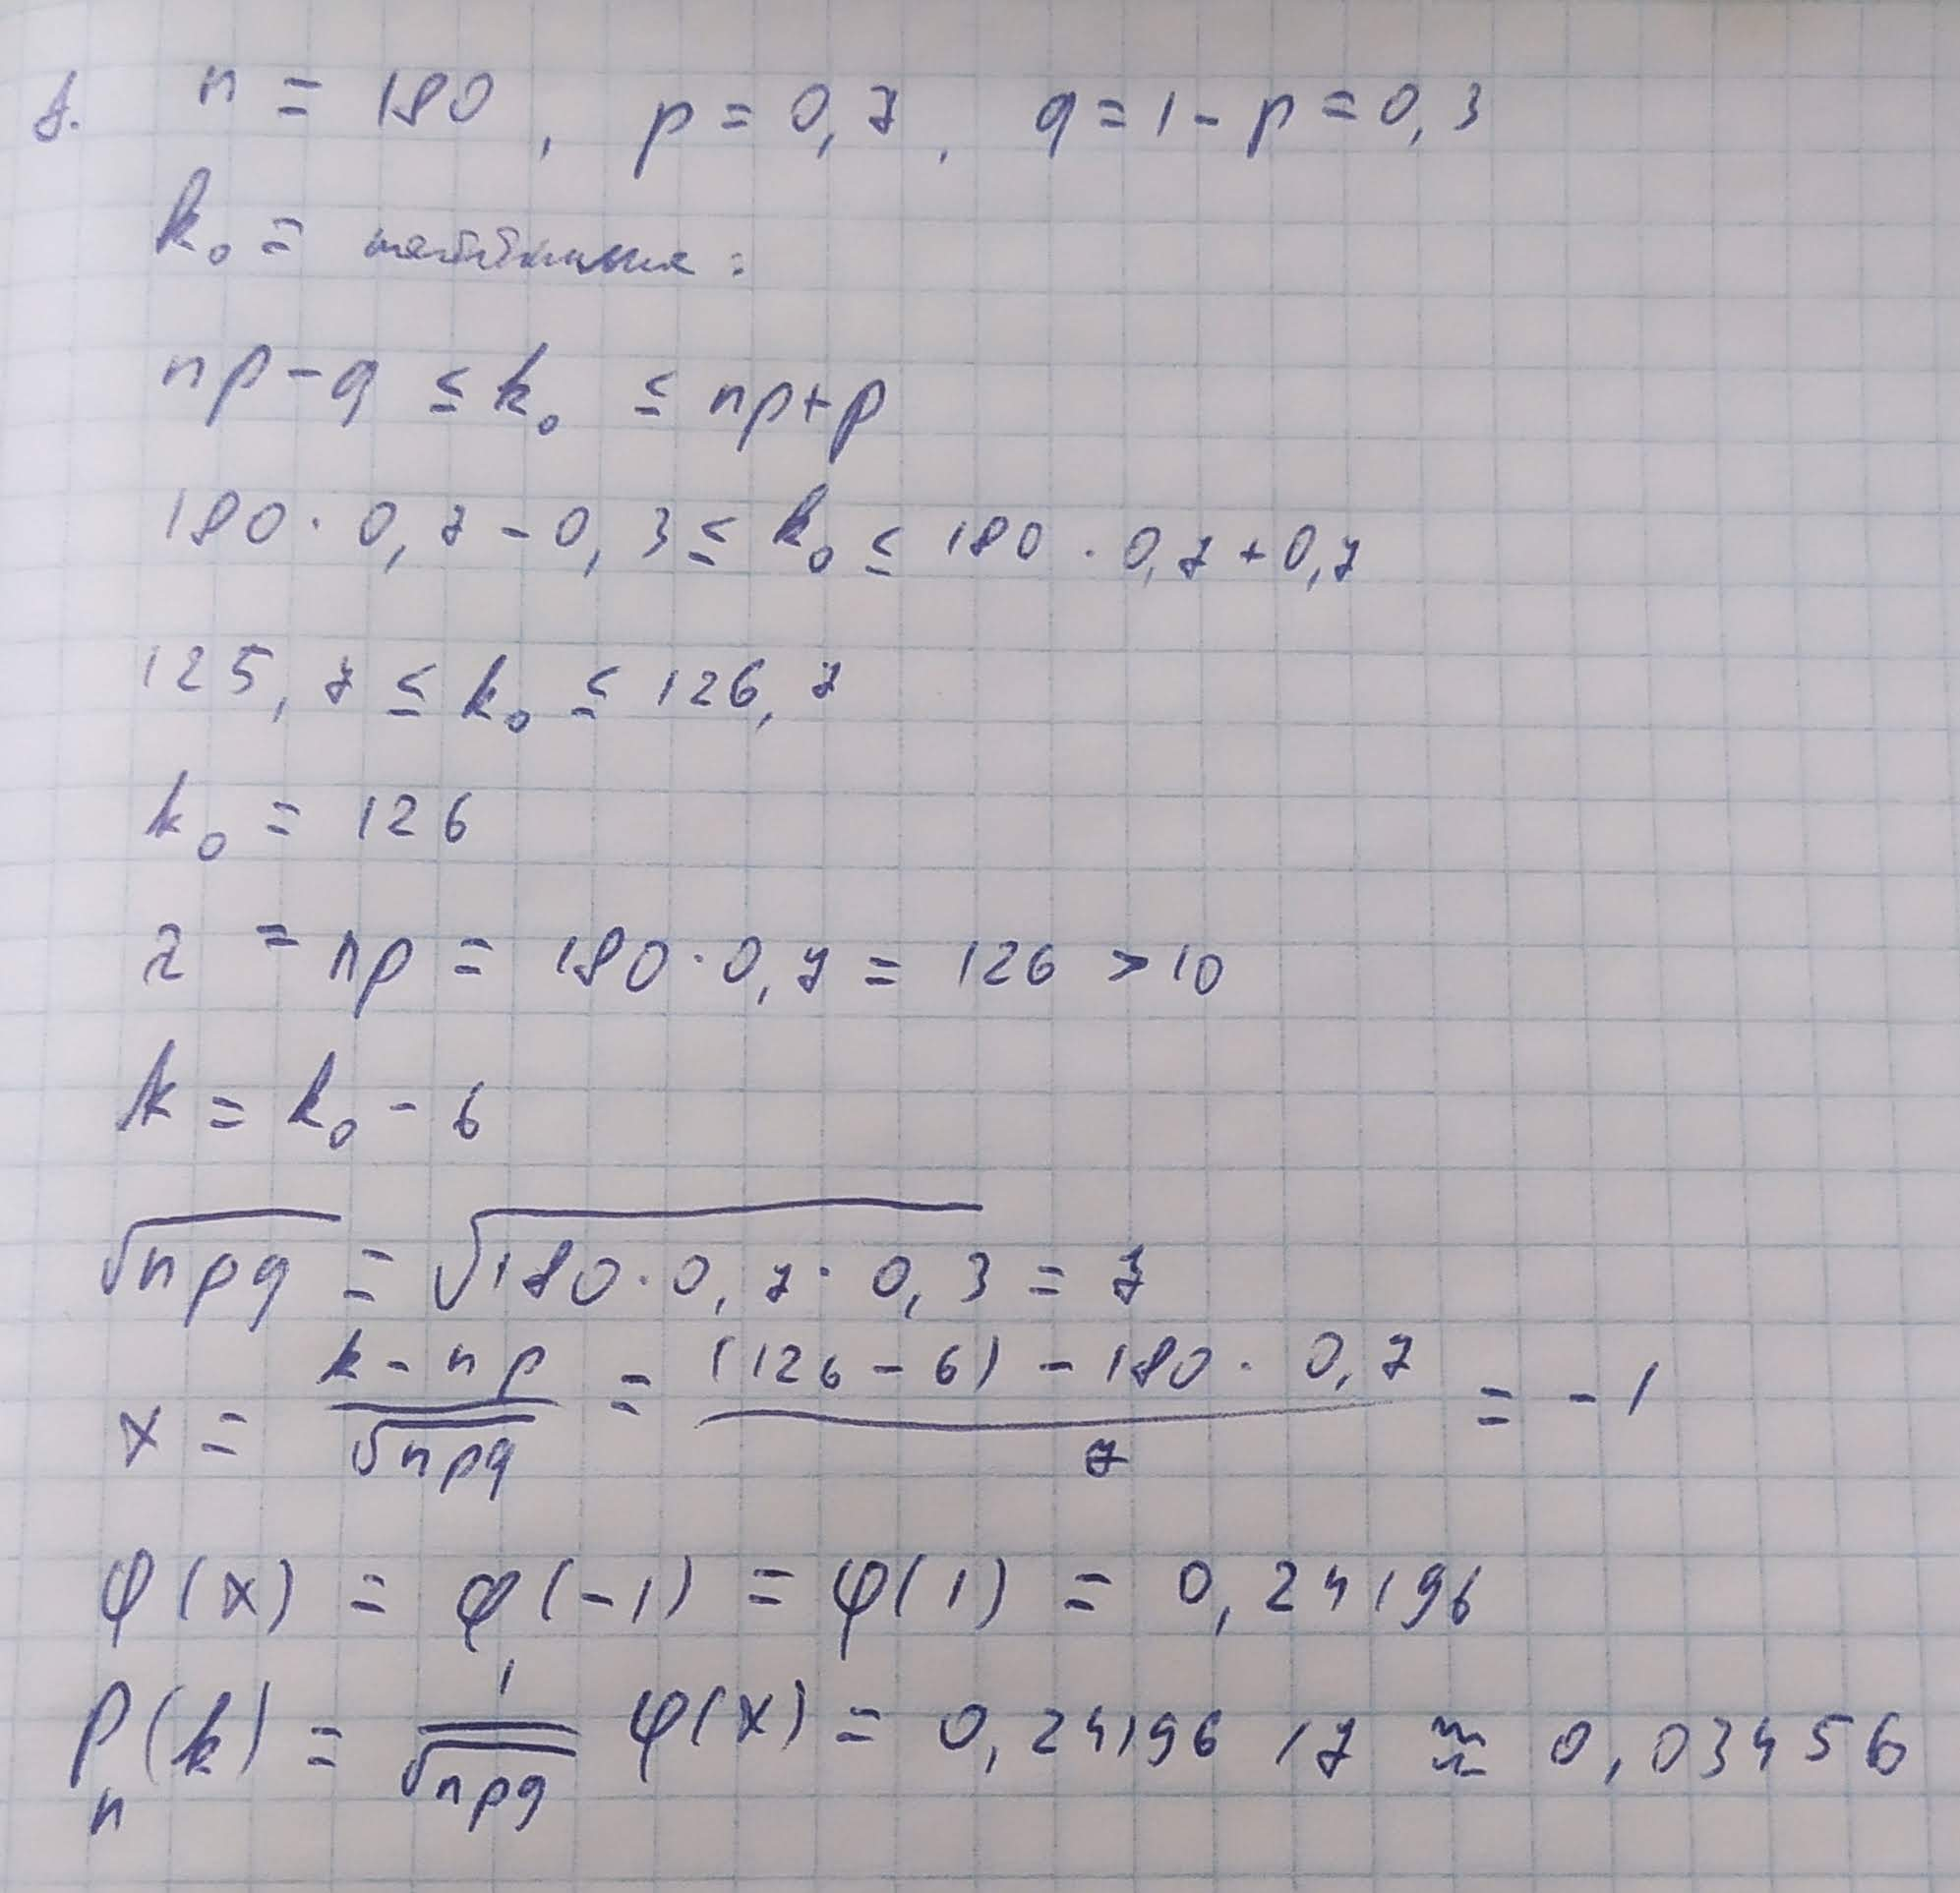 1. n = 180, p = 0,7, q = 1 - p = 0,3
k₀ = :
np - q ≤ k₀ ≤ np + p
180 · 0,7 - 0,3 ≤ k₀ ≤ 180 · 0,7 + 0,7
125,7 ≤ k₀ ≤ 126,7
k₀ = 126
λ = np = 180 · 0,7 = 126 > 10
k = k₀ - 6
√npq = √180 · 0,7 · 0,3 = 7
x = (k - np)/√npq = ((126 - 6) - 180 · 0,7)/7 = -1
φ(x) = φ(-1) = φ(1) = 0,24196
Pₙ(k) = 1/√npq φ(x) = 0,24196 / 7 ≈ 0,03456